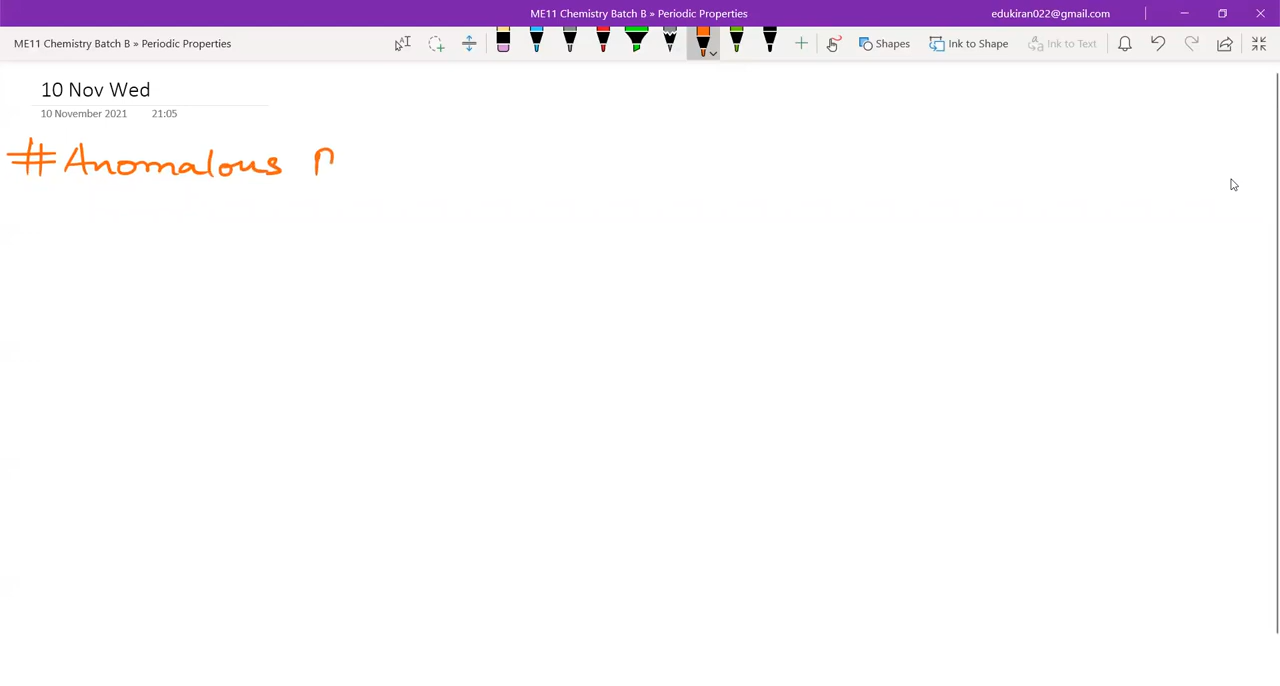 ME11 Chemistry Batch B » Periodic Properties
edukiran022@gmail.com
ME11 Chemistry Batch B » Periodic Properties
Shapes
Ink to Shape
Ink to Text
10 Nov Wed
10 November 2021 21:05
#Anomalous